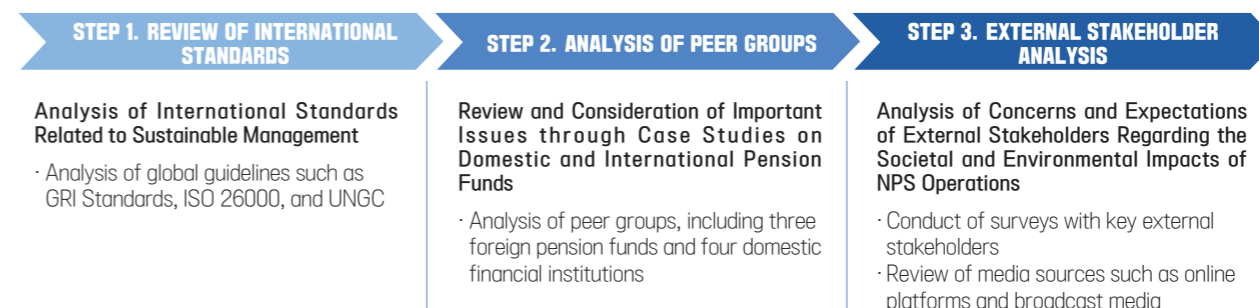 STEP 1. REVIEW OF INTERNATIONAL
STANDARDS
Analysis of International Standards
Related to Sustainable Management
· Analysis of global guidelines such as
GRI Standards, ISO 26000, and UNGC
STEP 2. ANALYSIS OF PEER GROUPS
Review and Consideration of Important
Issues through Case Studies on
Domestic and International Pension
Funds
· Analysis of peer groups, including three
foreign pension funds and four domestic
financial institutions
STEP 3. EXTERNAL STAKEHOLDER
ANALYSIS
Analysis of Concerns and Expectations
of External Stakeholders Regarding the
Societal and Environmental Impacts of
NPS Operations
· Conduct of surveys with key external
stakeholders
· Review of media sources such as online
platforms and broadcast media